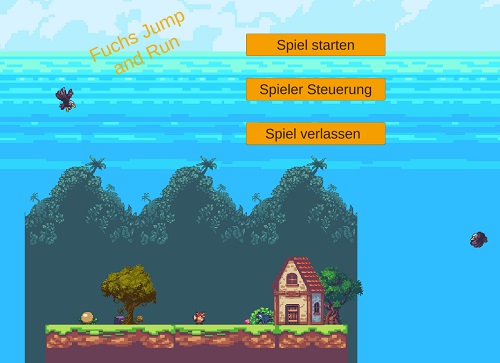 Fuchs Jump
and Run
Spiel starten
Spieler Steuerung
Spiel verlassen